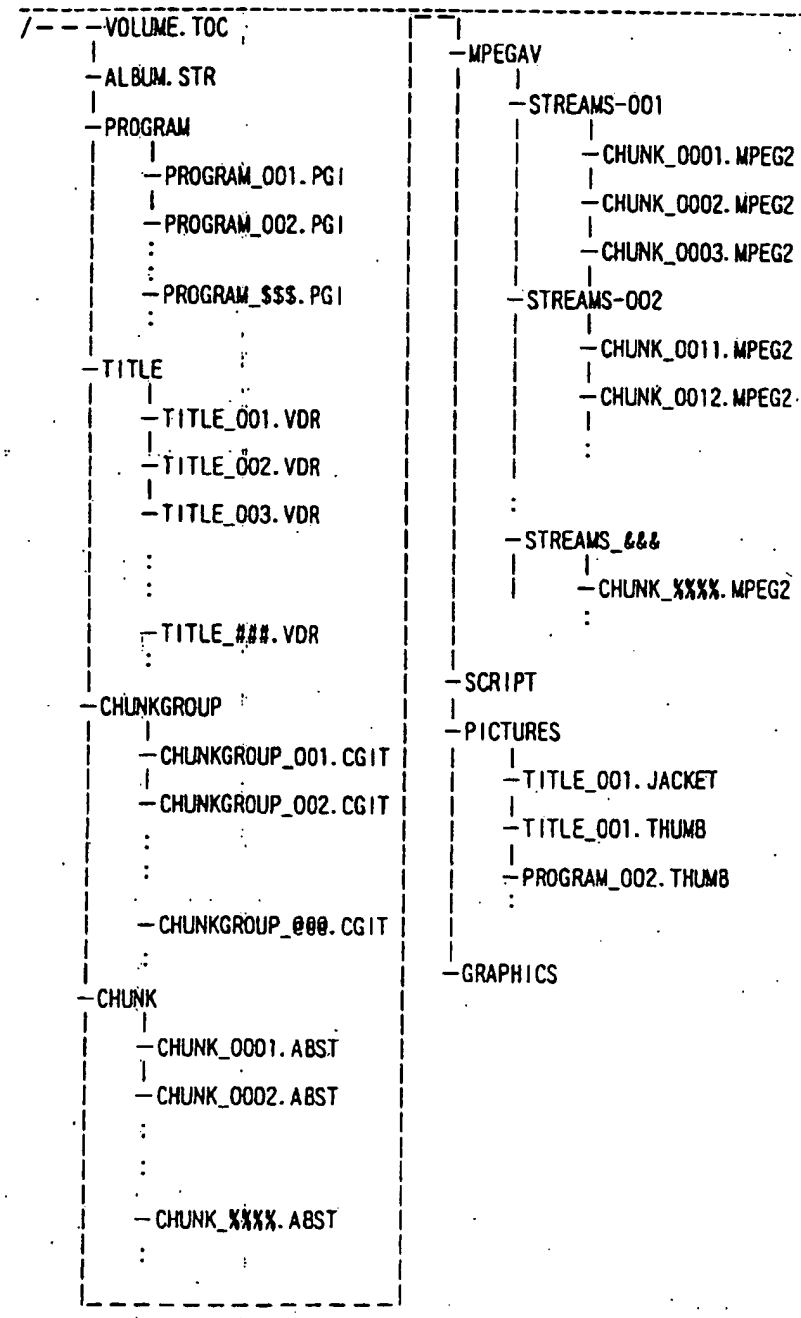 /---VOLUME.TOC
ALBUM.STR
PROGRAM
PROGRAM_001.PGI
PROGRAM_002.PGI
PROGRAM_$$$.PGI
TITLE
TITLE_001.VDR
TITLE_002.VDR
TITLE_003.VDR
TITLE_###.VDR
CHUNKGROUP
CHUNKGROUP_001.CGIT
CHUNKGROUP_002.CGIT
CHUNKGROUP_@@@.CGIT
CHUNK
CHUNK_0001.ABST
CHUNK_0002.ABST
CHUNK_%%%%.ABST
MPEGAV
STREAMS-001
CHUNK_0001.MPEG2
CHUNK_0002.MPEG2
CHUNK_0003.MPEG2
STREAMS-002
CHUNK_0011.MPEG2
CHUNK_0012.MPEG2
STREAMS_&&&
CHUNK_%%%%.MPEG2
SCRIPT
PICTURES
TITLE_001.JACKET
TITLE_001.THUMB
PROGRAM_002.THUMB
GRAPHICS